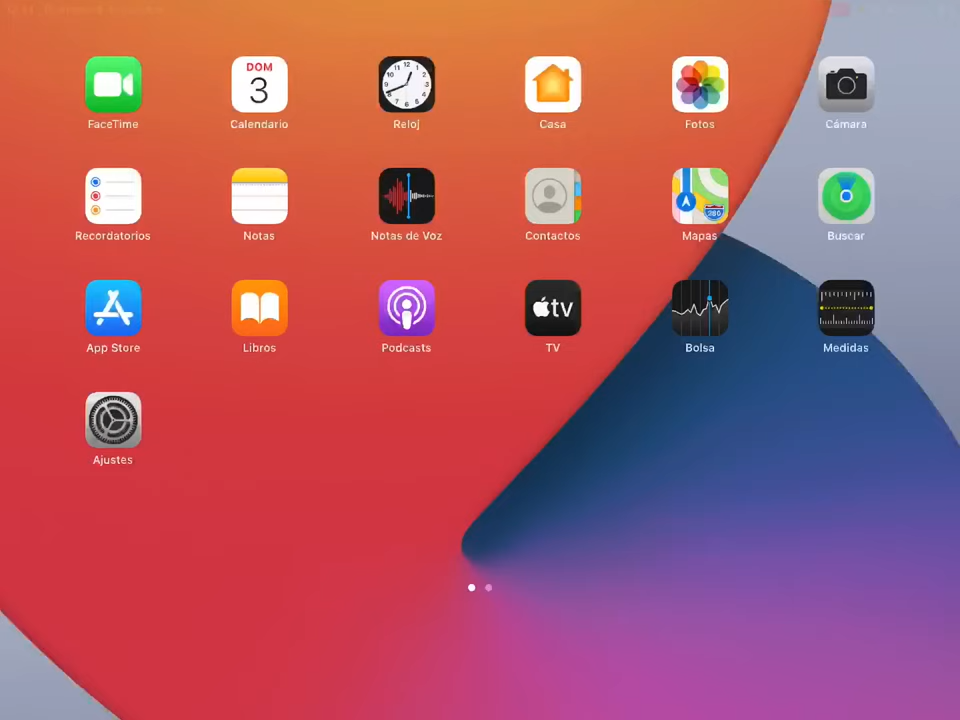 FaceTime
DOM
3
Calendario
Reloj
Casa
Fotos
Cámara
Recordatorios
Notas
Notas de Voz
Contactos
280
Mapas
Buscar
App Store
Libros
Podcasts
tv
TV
Bolsa
Medidas
Ajustes